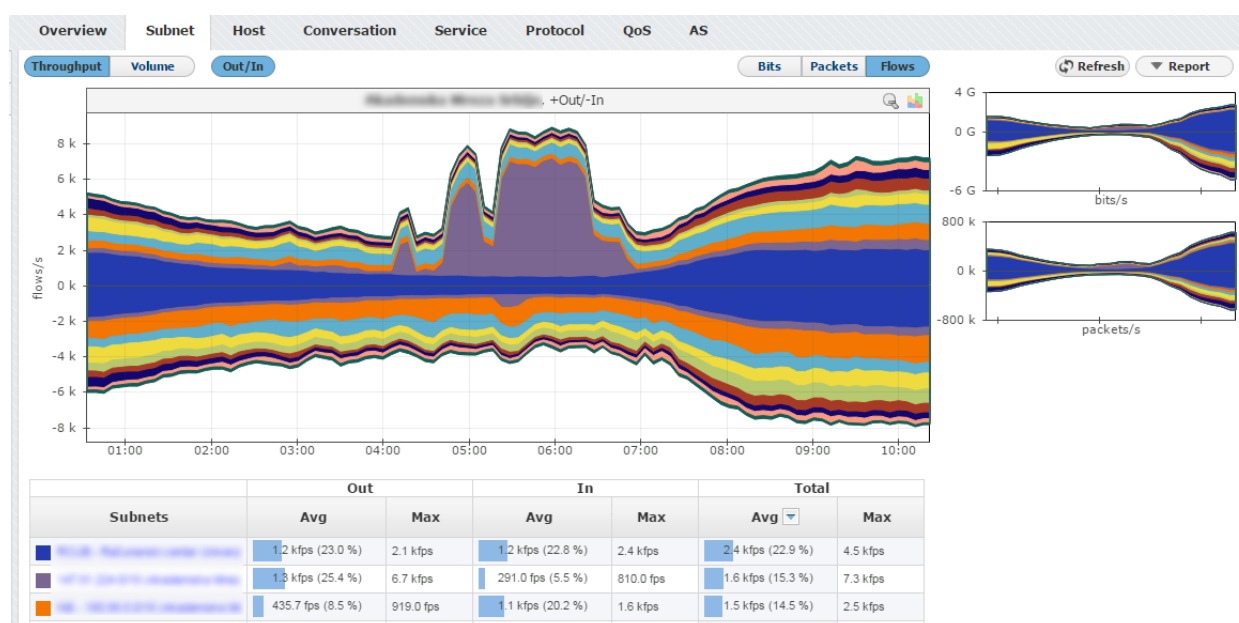 Overview Subnet Host Conversation Service Protocol QoS AS
Throughput Volume Out/In Bits Packets Flows Refresh Report
, +Out/-In
8 k
6 k
4 k
2 k
0 k
-2 k
-4 k
-6 k
-8 k
flows/s
01:00 02:00 03:00 04:00 05:00 06:00 07:00 08:00 09:00 10:00
4 G
0 G
-6 G
bits/s
800 k
0 k
-800 k
packets/s
Out In Total
Subnets Avg Max Avg Max Avg Max
1.2 kfps (23.0 %) 2.1 kfps 1.2 kfps (22.8 %) 2.4 kfps 2.4 kfps (22.9 %) 4.5 kfps
1.3 kfps (25.4 %) 6.7 kfps 291.0 fps (5.5 %) 810.0 fps 1.6 kfps (15.3 %) 7.3 kfps
435.7 fps (8.5 %) 919.0 fps 1.1 kfps (20.2 %) 1.6 kfps 1.5 kfps (14.5 %) 2.5 kfps